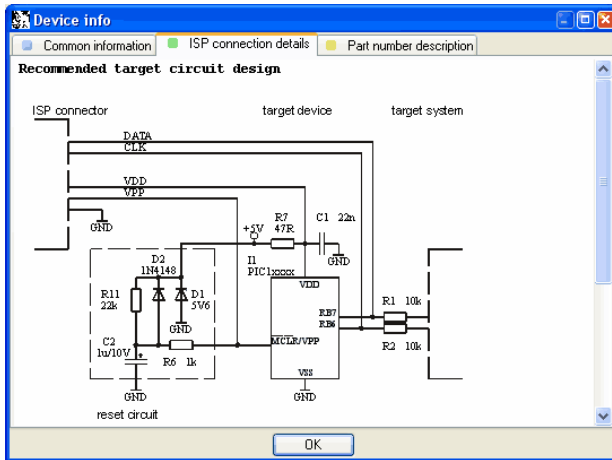 Device info
Common information
ISP connection details
Part number description
Recommended target circuit design
ISP connector
target device
target system
DATA
CLK
VDD
VPP
GND
+5V
R7
47R
C1 22n
GND
D2
1N4148
I1
PIC1xxxx
VDD
R11
22k
D1
5V6
GND
RB7
RB6
R1 10k
R2 10k
C2
1u/10V
+
R6 1k
MCLR/VPP
VSS
GND
GND
reset circuit
OK